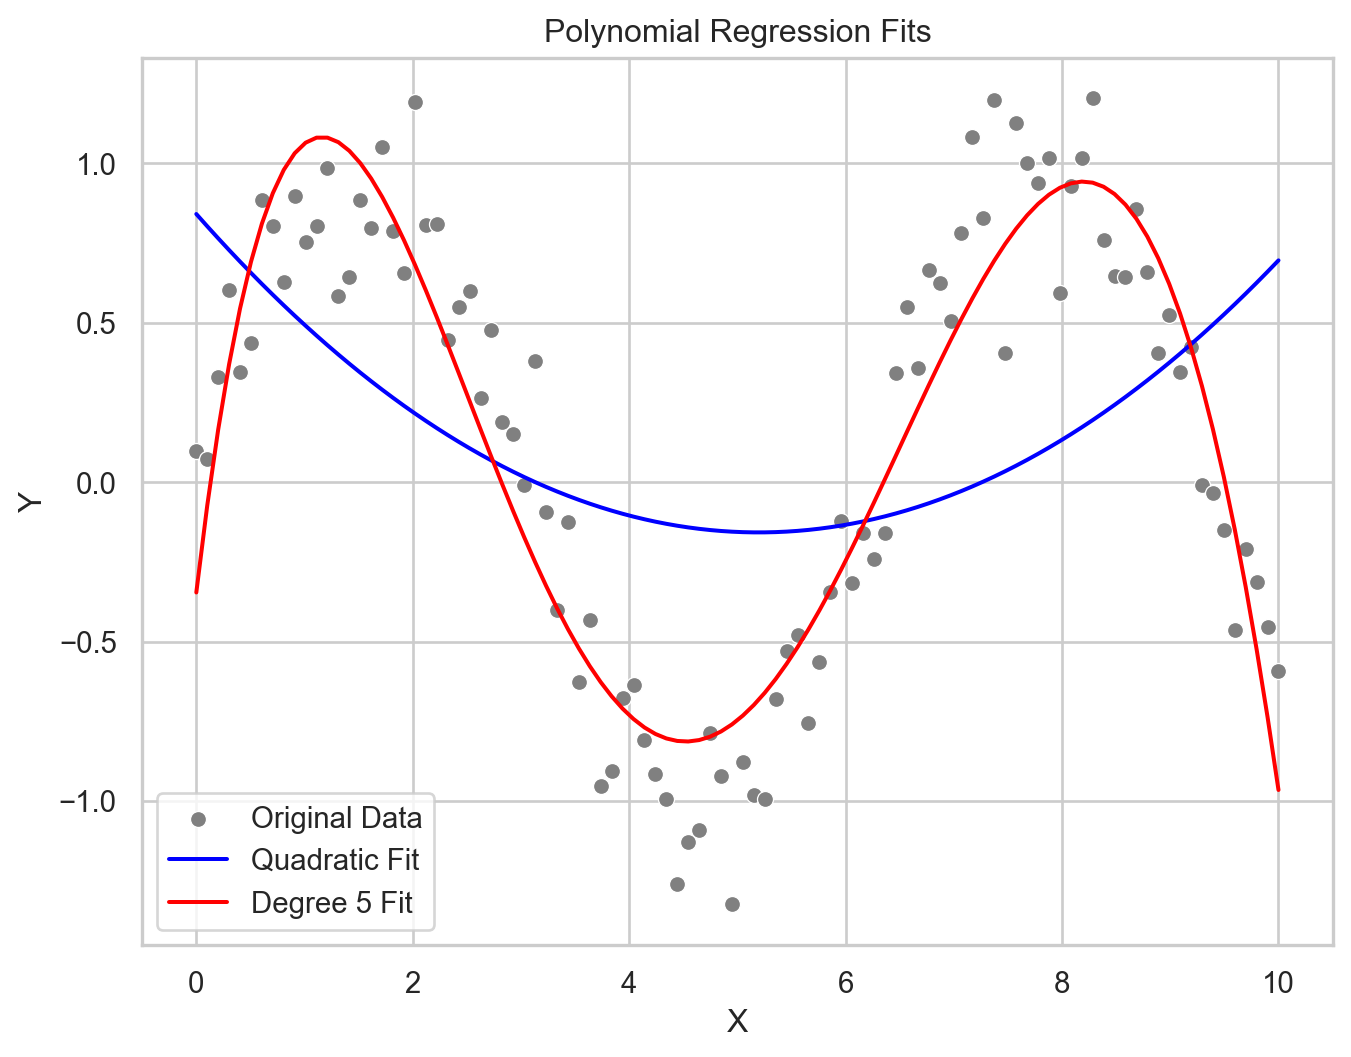 Polynomial Regression Fits
Y
1.0
0.5
0.0
−0.5
−1.0
Original Data
Quadratic Fit
Degree 5 Fit
0 2 4 6 8 10
X